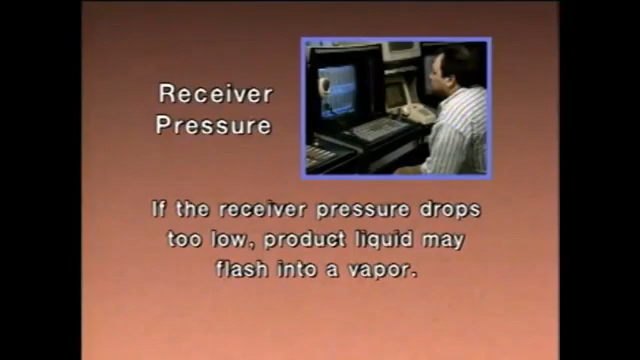 Receiver
Pressure
If the receiver pressure drops
too low, product liquid may
flash into a vapor.